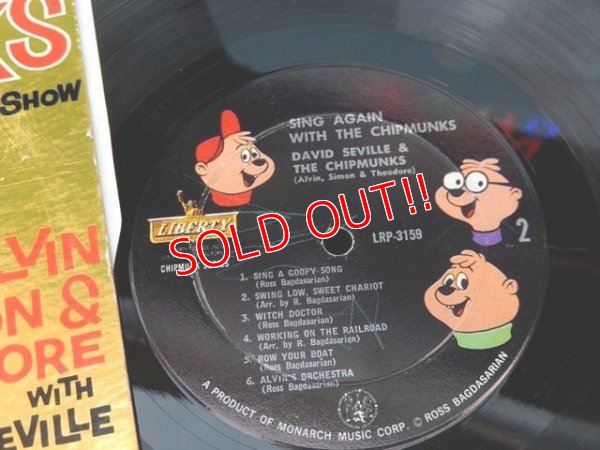 KS
SHOW
LVIN
ON &
ORE
WITH
EVILLE
SING AGAIN
WITH THE CHIPMUNKS
DAVID SEVILLE &
THE CHIPMUNKS
(Alvin, Simon & Theodore)
LIBERTY
SOLD OUT!!
CHIPMUNK
LRP-3159
2
1. SING A GOOFY SONG
(Ross Bagdasarian)
2. SWING LOW, SWEET CHARIOT
(Arr. by R. Bagdasarian)
3. WITCH DOCTOR
(Ross Bagdasarian)
4. WORKING ON THE RAILROAD
(Arr. by R. Bagdasarian)
5. ROW YOUR BOAT
(Ross Bagdasarian)
6. ALVIN'S ORCHESTRA
(Ross Bagdasarian)
A PRODUCT OF MONARCH MUSIC CORP. © ROSS BAGDASARIAN